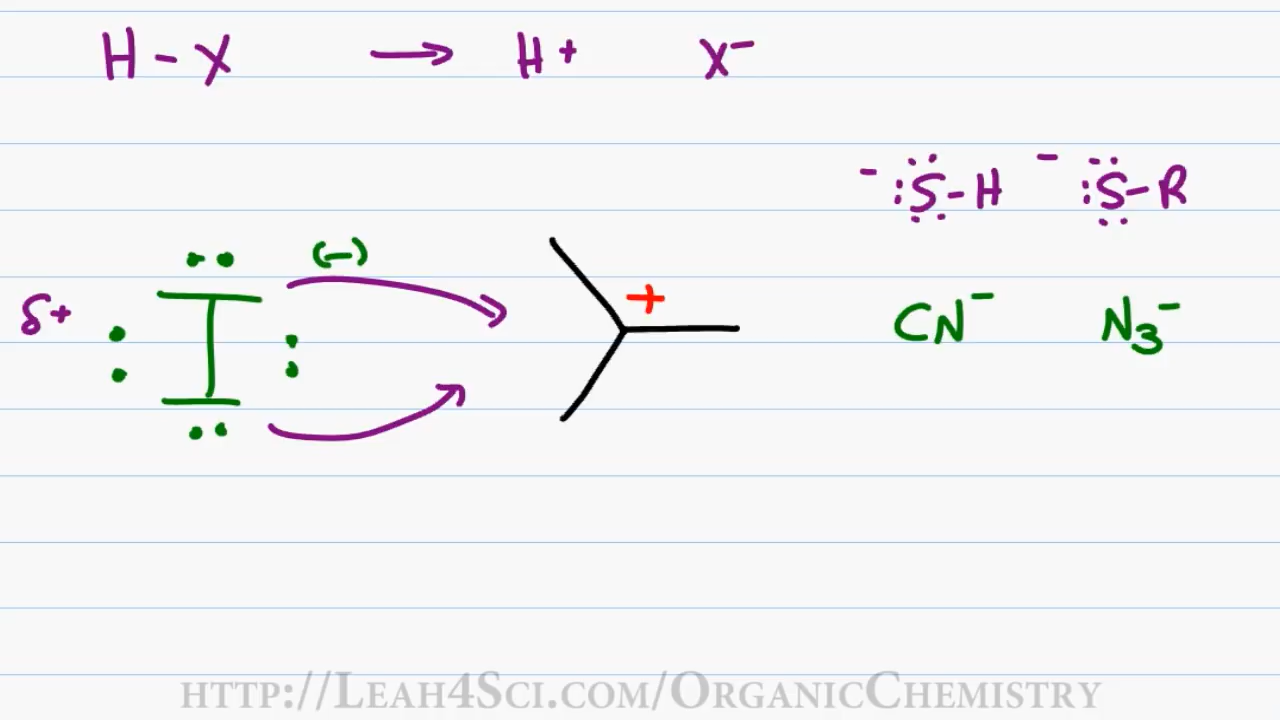 H - X → H + X⁻
⁻ :S̈-H ⁻ :S̈-R
(-)
δ+ I + CN⁻ N₃⁻
HTTP://LEAH4SCI.COM/ORGANICCHEMISTRY